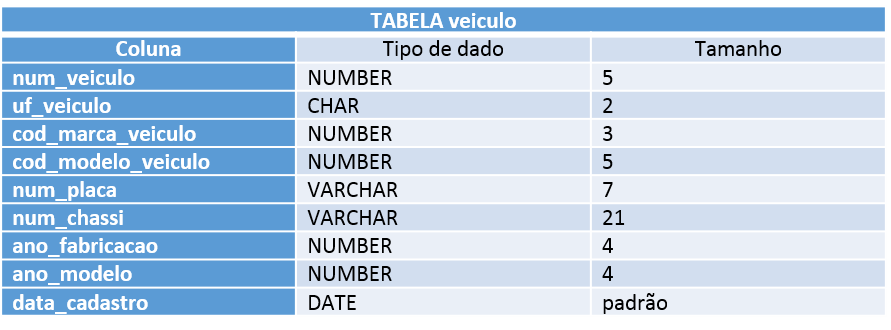 TABELA veiculo
Coluna Tipo de dado Tamanho
num_veiculo NUMBER 5
uf_veiculo CHAR 2
cod_marca_veiculo NUMBER 3
cod_modelo_veiculo NUMBER 5
num_placa VARCHAR 7
num_chassi VARCHAR 21
ano_fabricacao NUMBER 4
ano_modelo NUMBER 4
data_cadastro DATE padrão